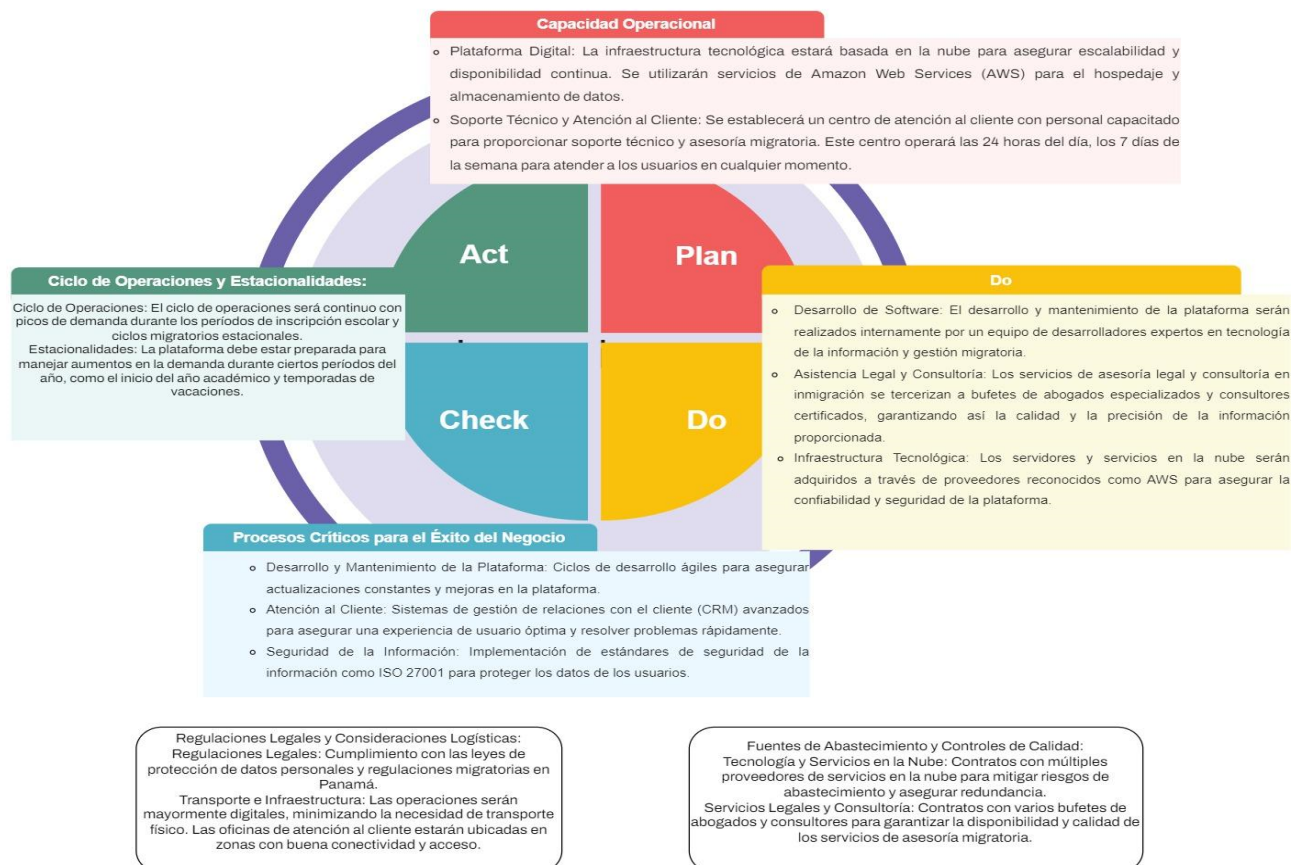 Capacidad Operacional
Plataforma Digital: La infraestructura tecnológica estará basada en la nube para asegurar escalabilidad y
disponibilidad continua. Se utilizarán servicios de Amazon Web Services (AWS) para el hospedaje y
almacenamiento de datos.
Soporte Técnico y Atención al Cliente: Se establecerá un centro de atención al cliente con personal capacitado
para proporcionar soporte técnico y asesoría migratoria. Este centro operará las 24 horas del día, los 7 días de
la semana para atender a los usuarios en cualquier momento.
Act
Plan
Ciclo de Operaciones y Estacionalidades:
Ciclo de Operaciones: El ciclo de operaciones será continuo con
picos de demanda durante los períodos de inscripción escolar y
ciclos migratorios estacionales.
Estacionalidades: La plataforma debe estar preparada para
manejar aumentos en la demanda durante ciertos períodos del
año, como el inicio del año académico y temporadas de
vacaciones.
Do
Desarrollo de Software: El desarrollo y mantenimiento de la plataforma serán
realizados internamente por un equipo de desarrolladores expertos en tecnología
de la información y gestión migratoria.
Asistencia Legal y Consultoría: Los servicios de asesoría legal y consultoría en
inmigración se tercerizan a bufetes de abogados especializados y consultores
certificados, garantizando así la calidad y la precisión de la información
proporcionada.
Infraestructura Tecnológica: Los servidores y servicios en la nube serán
adquiridos a través de proveedores reconocidos como AWS para asegurar la
confiabilidad y seguridad de la plataforma.
Check
Do
Procesos Críticos para el Éxito del Negocio
Desarrollo y Mantenimiento de la Plataforma: Ciclos de desarrollo ágiles para asegurar
actualizaciones constantes y mejoras en la plataforma.
Atención al Cliente: Sistemas de gestión de relaciones con el cliente (CRM) avanzados
para asegurar una experiencia de usuario óptima y resolver problemas rápidamente.
Seguridad de la Información: Implementación de estándares de seguridad de la
información como ISO 27001 para proteger los datos de los usuarios.
Regulaciones Legales y Consideraciones Logísticas:
Regulaciones Legales: Cumplimiento con las leyes de
protección de datos personales y regulaciones migratorias en
Panamá.
Transporte e Infraestructura: Las operaciones serán
mayormente digitales, minimizando la necesidad de transporte
físico. Las oficinas de atención al cliente estarán ubicadas en
zonas con buena conectividad y acceso.
Fuentes de Abastecimiento y Controles de Calidad:
Tecnología y Servicios en la Nube: Contratos con múltiples
proveedores de servicios en la nube para mitigar riesgos de
abastecimiento y asegurar redundancia.
Servicios Legales y Consultoría: Contratos con varios bufetes de
abogados y consultores para garantizar la disponibilidad y calidad de
los servicios de asesoría migratoria.